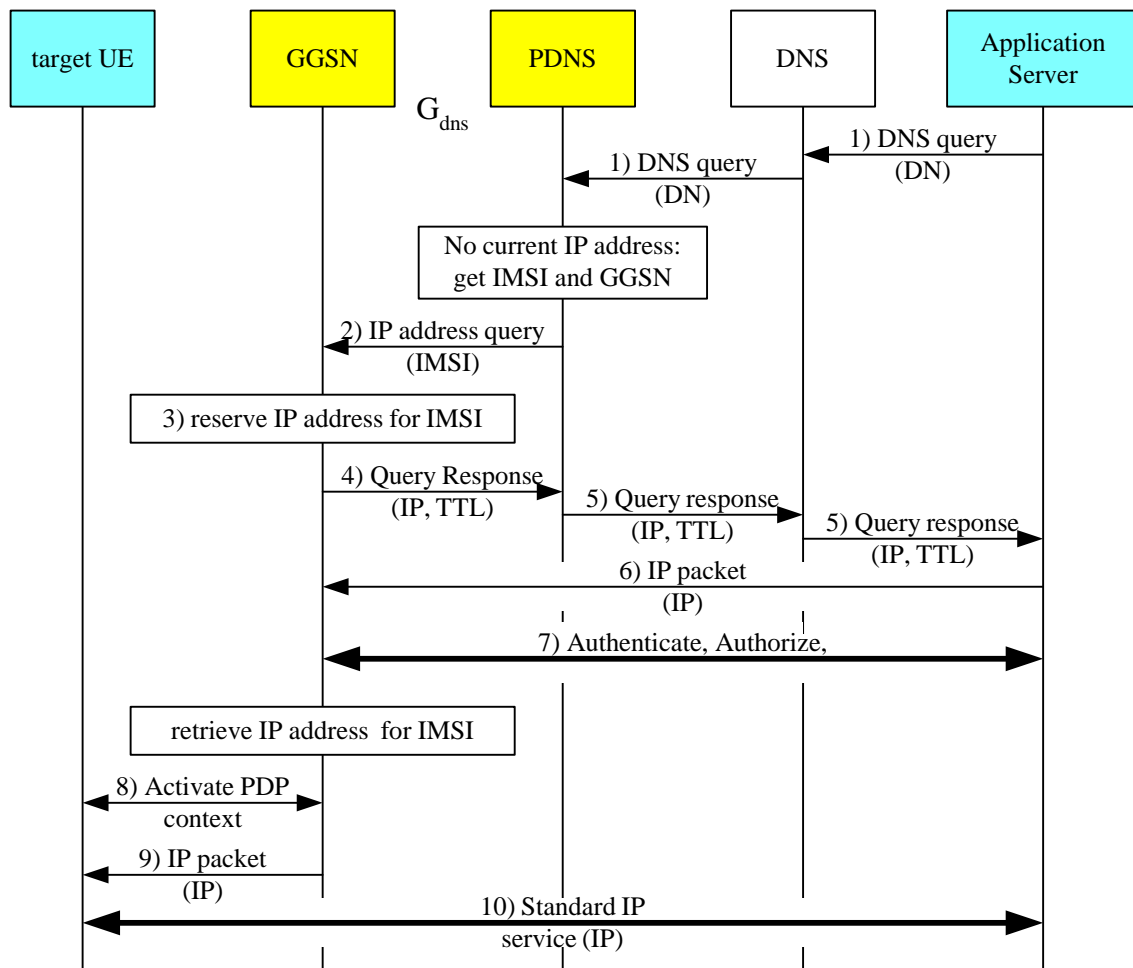 target UE
GGSN
PDNS
DNS
Application
Server
G dns
1) DNS query
(DN)
1) DNS query
(DN)
No current IP address:
get IMSI and GGSN
2) IP address query
(IMSI)
3) reserve IP address for IMSI
4) Query Response
(IP, TTL)
5) Query response
(IP, TTL)
5) Query response
(IP, TTL)
6) IP packet
(IP)
7) Authenticate, Authorize,
retrieve IP address for IMSI
8) Activate PDP
context
9) IP packet
(IP)
10) Standard IP
service (IP)